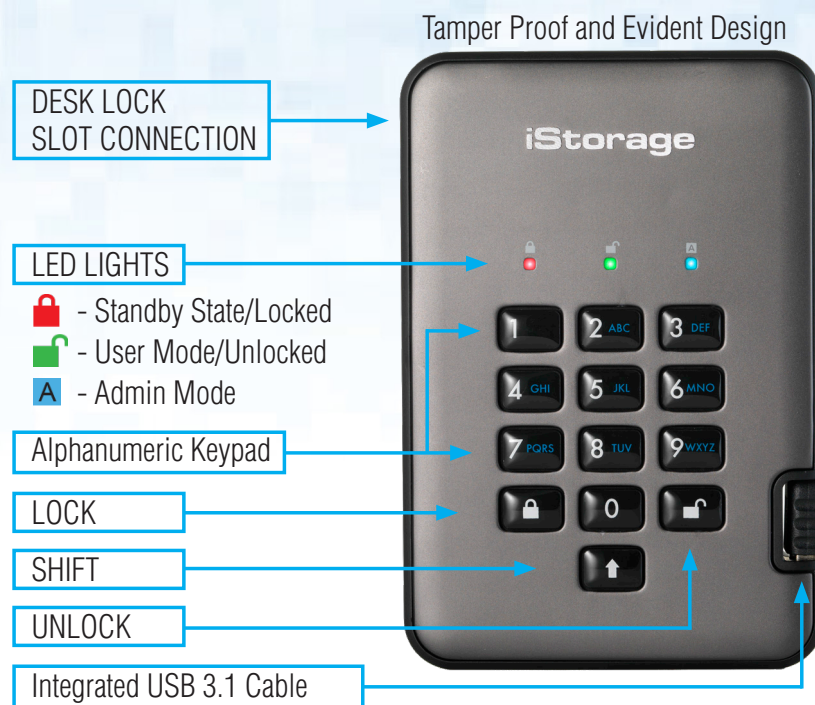 Tamper Proof and Evident Design
DESK LOCK
SLOT CONNECTION
iStorage
A
LED LIGHTS
- Standby State/Locked
- User Mode/Unlocked
A - Admin Mode
1 2 ABC 3 DEF
4 GHI 5 JKL 6 MNO
7 PQRS 8 TUV 9 WXYZ
0
Alphanumeric Keypad
LOCK
SHIFT
UNLOCK
Integrated USB 3.1 Cable